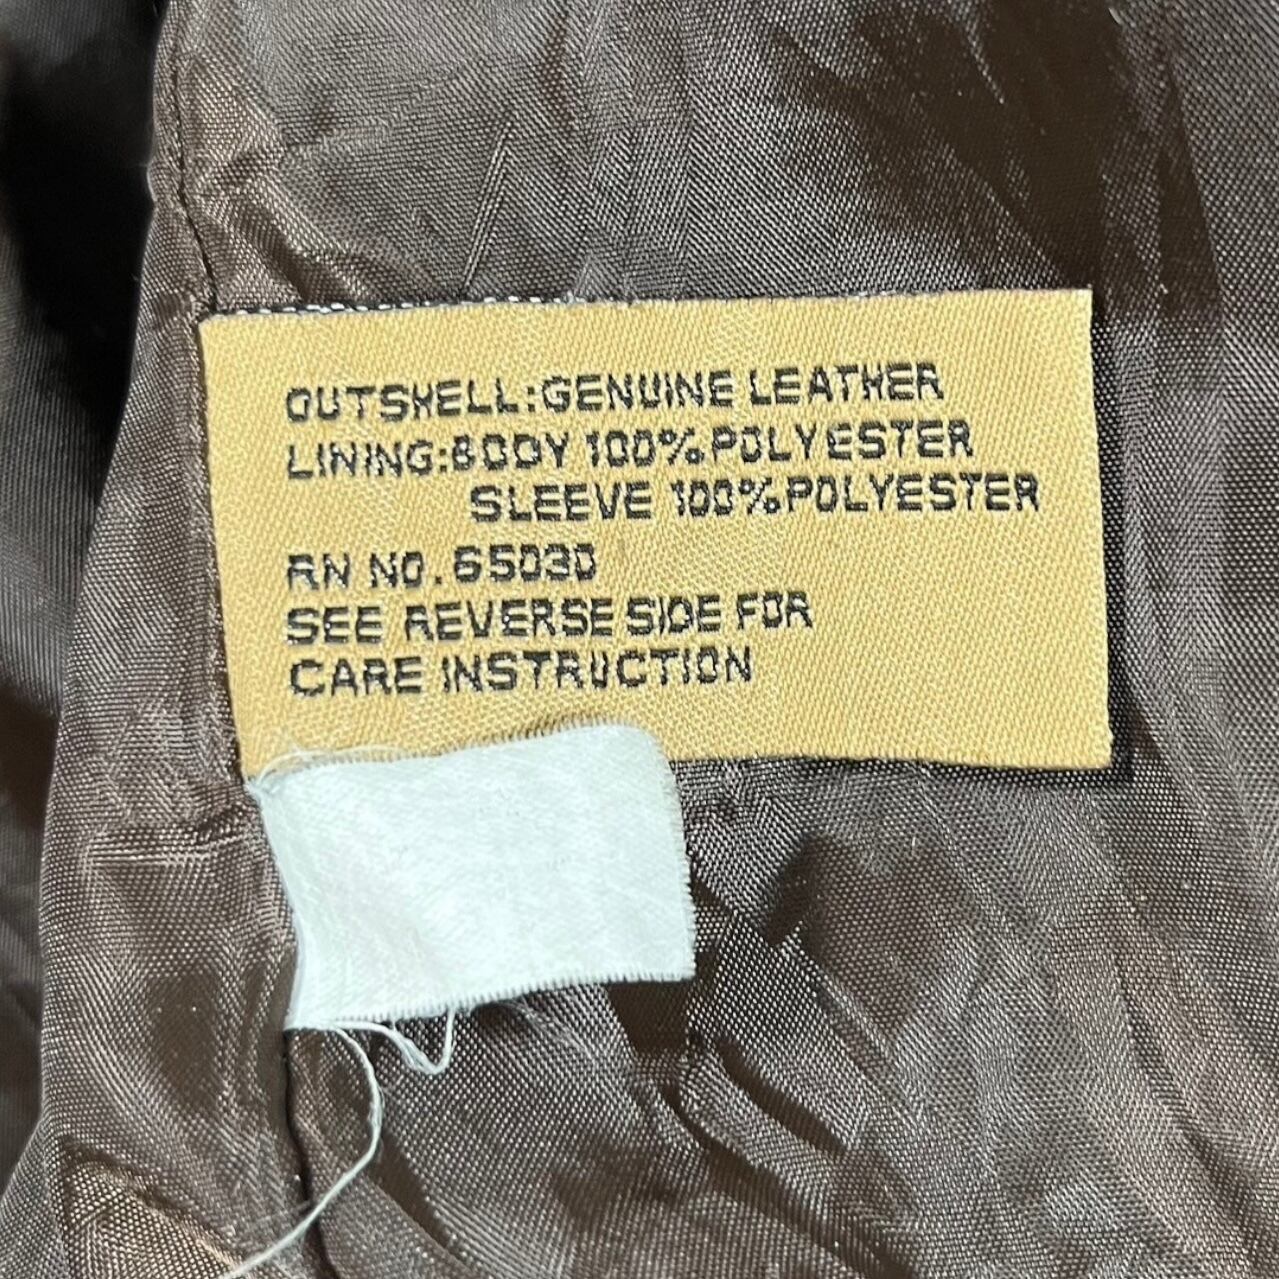 OUTSHELL:GENUINE LEATHER
LINING:BODY 100%POLYESTER
SLEEVE 100%POLYESTER
RN NO.65030
SEE REVERSE SIDE FOR
CARE INSTRUCTION